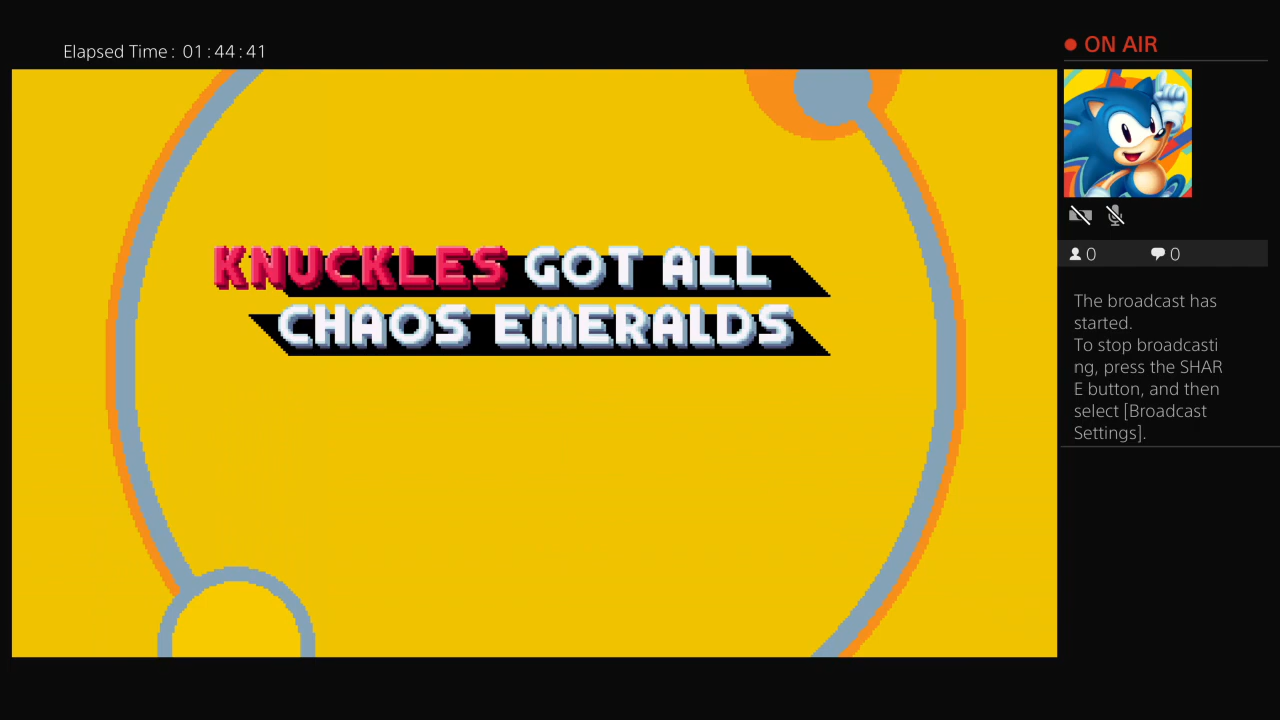 Elapsed Time: 01:44:41
ON AIR
KNUCKLES GOT ALL
CHAOS EMERALDS
0 0
The broadcast has
started.
To stop broadcasti
ng, press the SHAR
E button, and then
select [Broadcast
Settings].